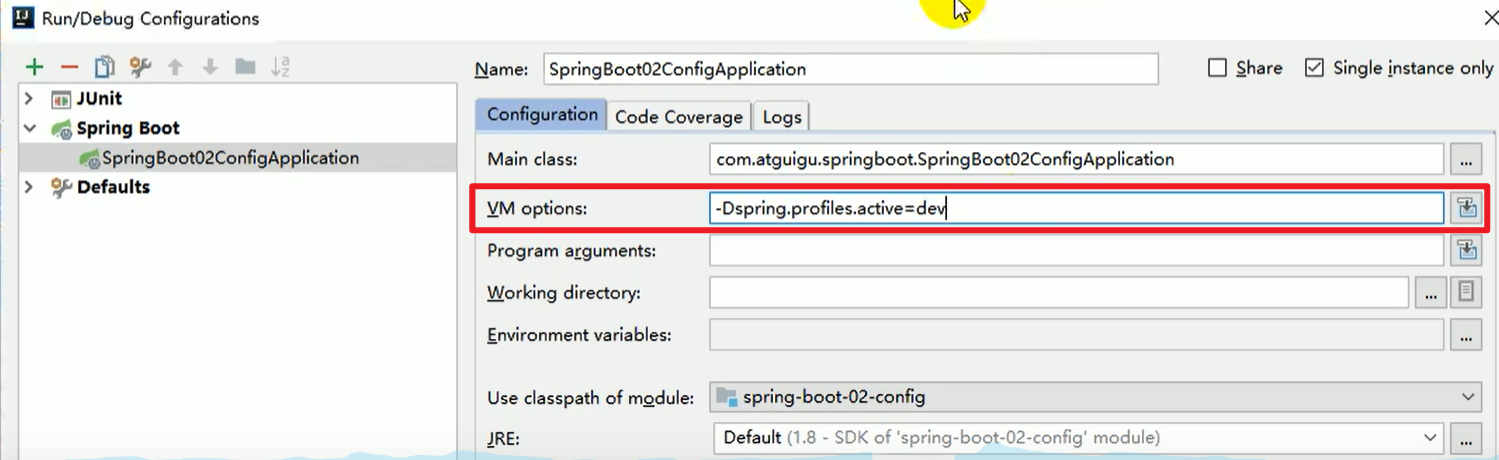 Run/Debug Configurations
Name: SpringBoot02ConfigApplication
Share
Single instance only
JUnit
Spring Boot
SpringBoot02ConfigApplication
Defaults
Configuration
Code Coverage
Logs
Main class: com.atguigu.springboot.SpringBoot02ConfigApplication ...
VM options: -Dspring.profiles.active=dev
Program arguments:
Working directory: ...
Environment variables: ...
Use classpath of module: spring-boot-02-config
JRE: Default (1.8 - SDK of 'spring-boot-02-config' module) ...